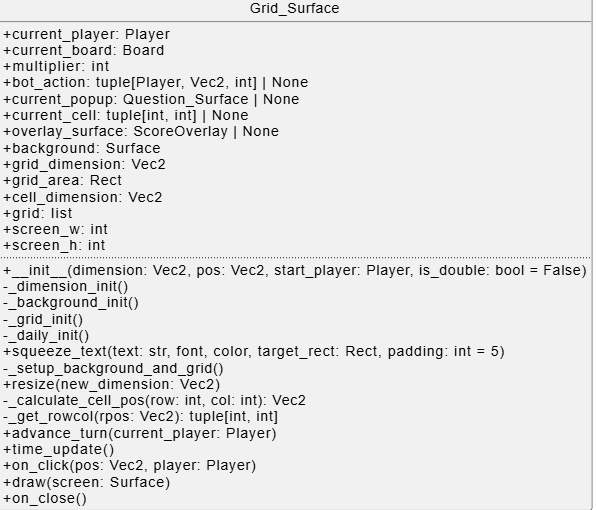 Grid_Surface
+current_player: Player
+current_board: Board
+multiplier: int
+bot_action: tuple[Player, Vec2, int] | None
+current_popup: Question_Surface | None
+current_cell: tuple[int, int] | None
+overlay_surface: ScoreOverlay | None
+background: Surface
+grid_dimension: Vec2
+grid_area: Rect
+cell_dimension: Vec2
+grid: list
+screen_w: int
+screen_h: int
+__init__(dimension: Vec2, pos: Vec2, start_player: Player, is_double: bool = False)
-_dimension_init()
-_background_init()
-_grid_init()
-_daily_init()
+squeeze_text(text: str, font, color, target_rect: Rect, padding: int = 5)
-_setup_background_and_grid()
+resize(new_dimension: Vec2)
-_calculate_cell_pos(row: int, col: int): Vec2
-_get_rowcol(rpos: Vec2): tuple[int, int]
+advance_turn(current_player: Player)
+time_update()
+on_click(pos: Vec2, player: Player)
+draw(screen: Surface)
+on_close()